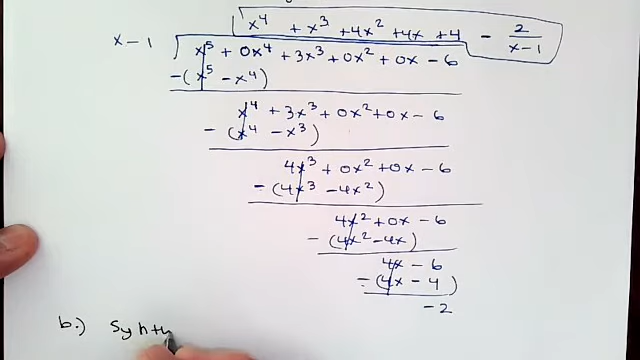 x⁴ + x³ + 4x² + 4x + 4 - 2/(x-1)
x-1 x⁵ + 0x⁴ + 3x³ + 0x² + 0x - 6
-(x⁵ - x⁴)
x⁴ + 3x³ + 0x² + 0x - 6
-(x⁴ - x³)
4x³ + 0x² + 0x - 6
-(4x³ - 4x²)
4x² + 0x - 6
-(4x² - 4x)
4x - 6
-(4x - 4)
-2
b.) Synth